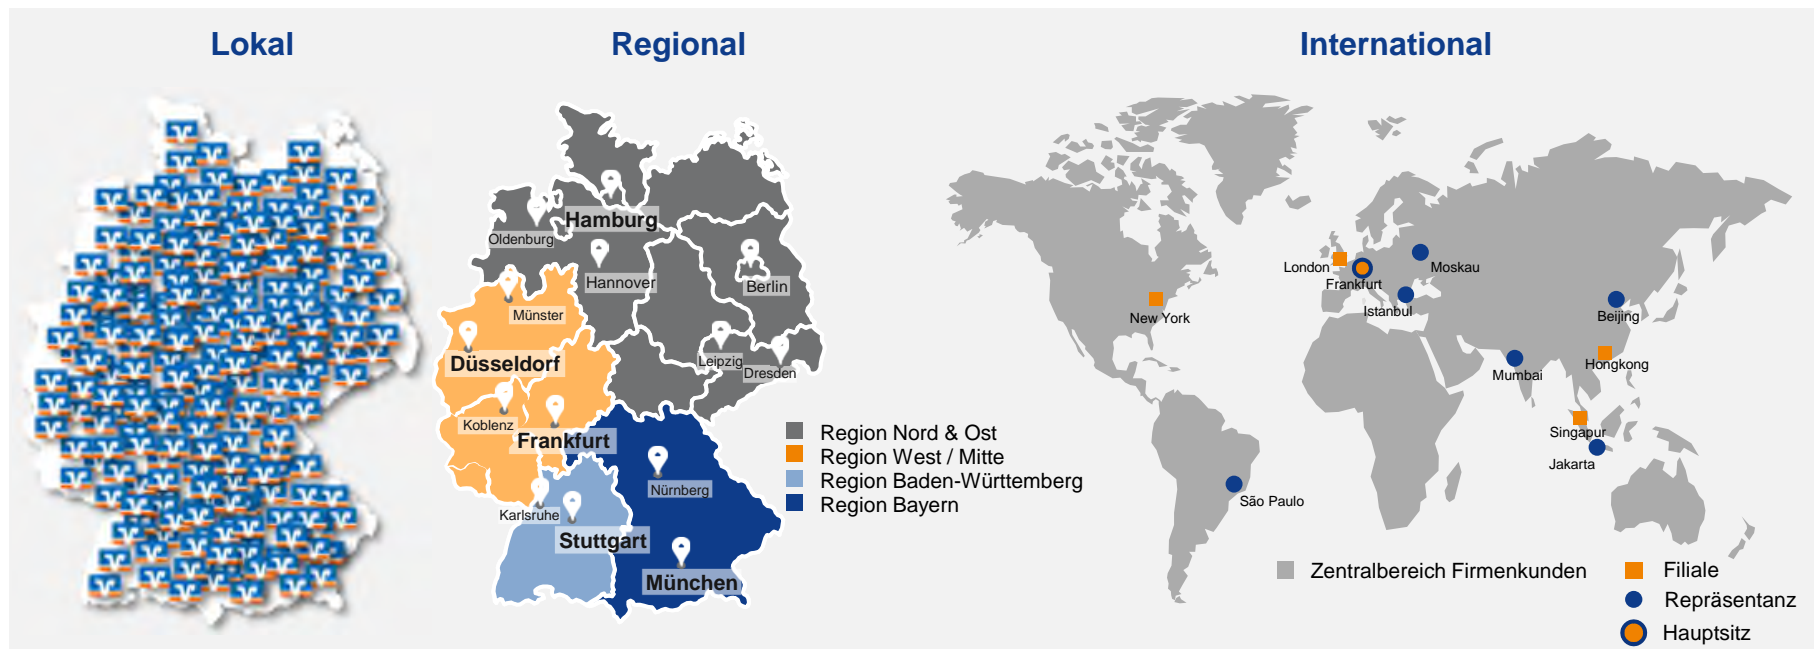 Lokal
Regional
International
Hamburg
Oldenburg
Hannover
Berlin
Münster
Düsseldorf
Leipzig
Dresden
Koblenz
Frankfurt
Nürnberg
Karlsruhe
Stuttgart
München
Region Nord & Ost
Region West / Mitte
Region Baden-Württemberg
Region Bayern
London
Moskau
Frankfurt
Istanbul
New York
Beijing
Hongkong
Mumbai
Singapur
Jakarta
São Paulo
Zentralbereich Firmenkunden
Filiale
Repräsentanz
Hauptsitz